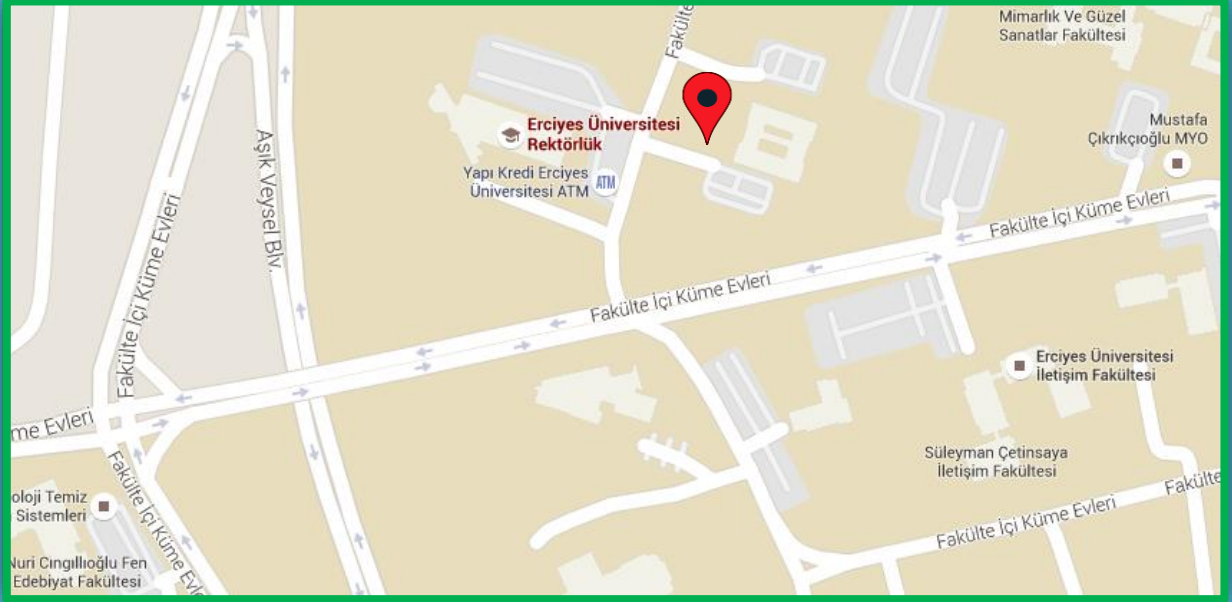 Mimarlık Ve Güzel
Sanatlar Fakültesi
Fakülte
Mustafa
Çıkrıkçıoğlu MYO
Erciyes Üniversitesi
Rektörlük
Yapı Kredi Erciyes
Üniversitesi ATM
ATM
Aşık Veysel Blv.
Fakülte İçi Küme Evleri
Fakülte İçi Küme Evleri
Fakülte İçi Küme Evleri
Erciyes Üniversitesi
İletişim Fakültesi
me Evleri
Süleyman Çetinsaya
İletişim Fakültesi
Fakülte İçi Küme Evle
oloji Temiz
Sistemleri
Fakülte İçi Küme Evleri
Fakülte
Nuri Cıngıllıoğlu Fen
Edebiyat Fakültesi